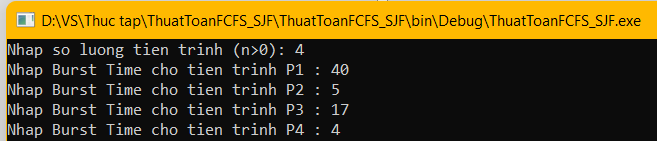 D:\VS\Thuc tap\ThuatToanFCFS_SJF\ThuatToanFCFS_SJF\bin\Debug\ThuatToanFCFS_SJF.exe
Nhap so luong tien trinh (n>0): 4
Nhap Burst Time cho tien trinh P1 : 40
Nhap Burst Time cho tien trinh P2 : 5
Nhap Burst Time cho tien trinh P3 : 17
Nhap Burst Time cho tien trinh P4 : 4